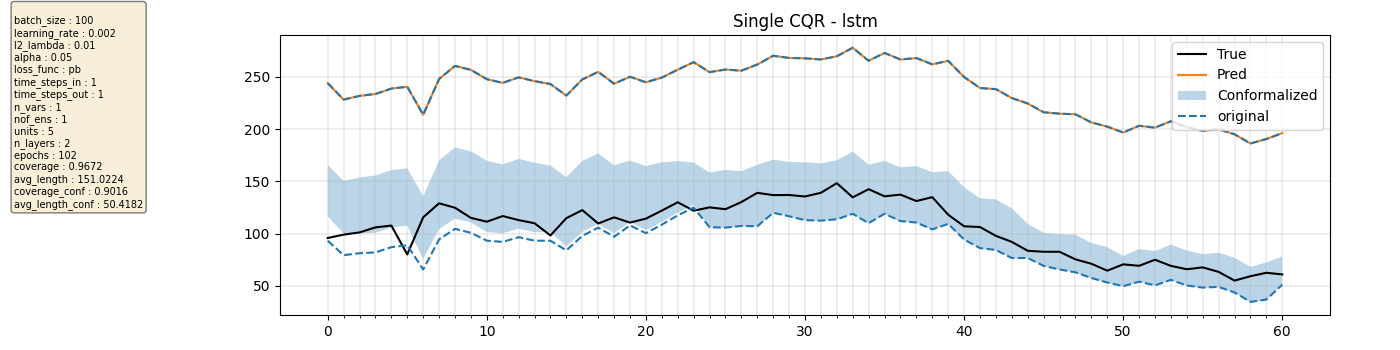 batch_size : 100
learning_rate : 0.002
l2_lambda : 0.01
alpha : 0.05
loss_func : pb
time_steps_in : 1
time_steps_out : 1
n_vars : 1
nof_ens : 1
units : 5
n_layers : 2
epochs : 102
coverage : 0.9672
avg_length : 151.0224
coverage_conf : 0.9016
avg_length_conf : 50.4182
Single CQR - lstm
True
Pred
Conformalized
original
250
200
150
100
50
0 10 20 30 40 50 60